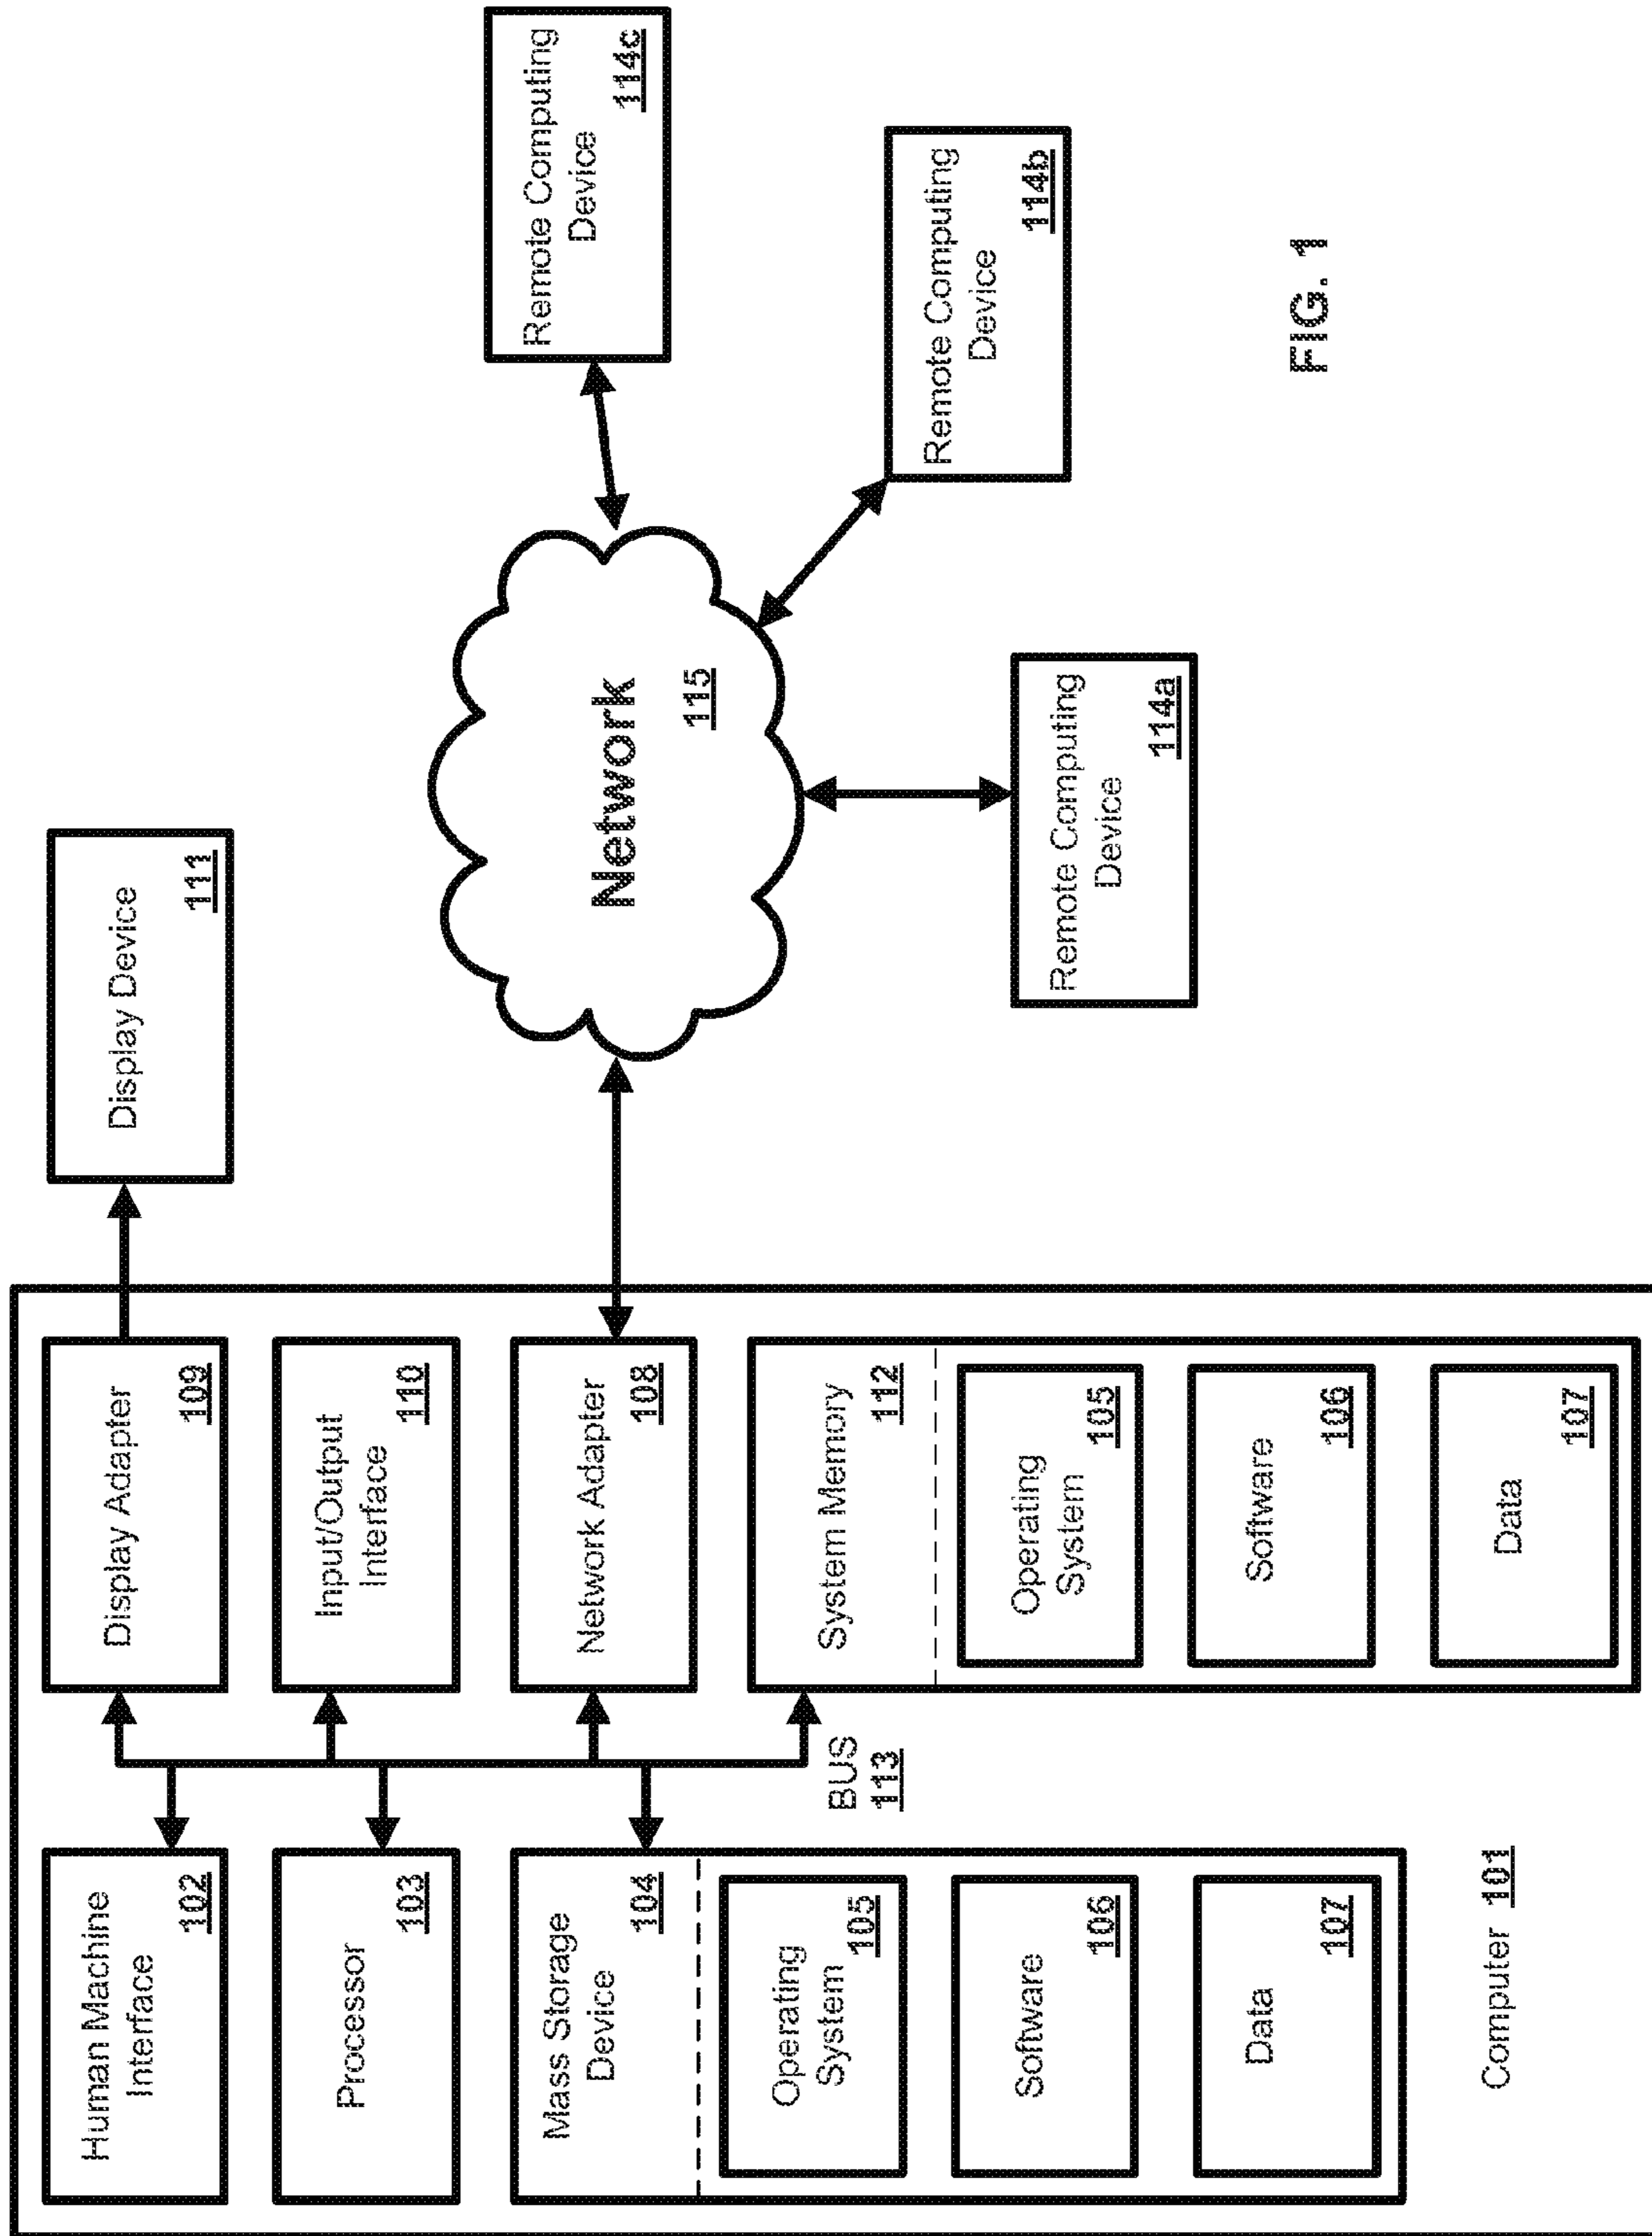 Human Machine
Interface
102
Processor
103
Mass Storage
Device
104
Operating
System
105
Software
106
Data
107
Computer 101
BUS
113
Display Adapter
109
Input/Output
Interface
110
Network Adapter
108
System Memory
112
Operating
System
105
Software
106
Data
107
Display Device
111
Network
115
Remote Computing
Device
114a
Remote Computing
Device
114b
Remote Computing
Device
114c
FIG. 1